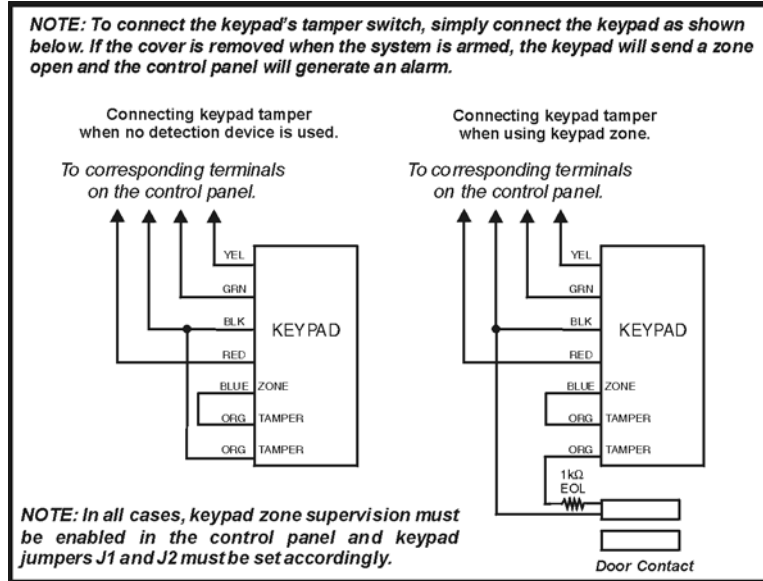 NOTE: To connect the keypad's tamper switch, simply connect the keypad as shown
below. If the cover is removed when the system is armed, the keypad will send a zone
open and the control panel will generate an alarm.
Connecting keypad tamper
when no detection device is used.
To corresponding terminals
on the control panel.
YEL
GRN
BLK
RED
BLUE ZONE
ORG TAMPER
ORG TAMPER
KEYPAD
Connecting keypad tamper
when using keypad zone.
To corresponding terminals
on the control panel.
YEL
GRN
BLK
RED
BLUE ZONE
ORG TAMPER
ORG TAMPER
KEYPAD
1kΩ
EOL
Door Contact
NOTE: In all cases, keypad zone supervision must
be enabled in the control panel and keypad
jumpers J1 and J2 must be set accordingly.